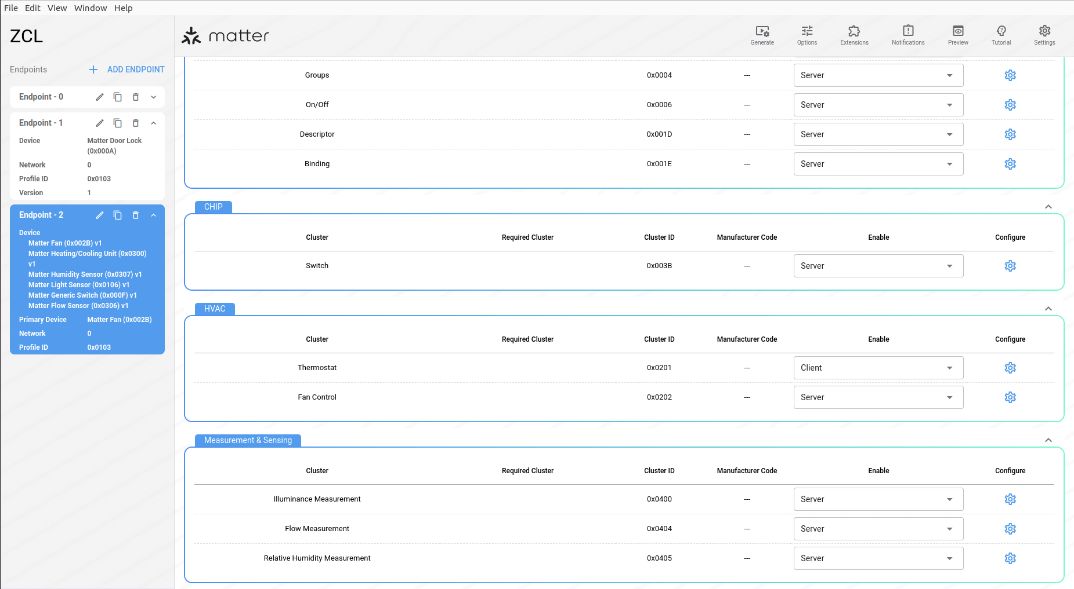 File Edit View Window Help
ZCL
matter
Generate
Options
Extensions
Notifications
Preview
Tutorial
Settings
Endpoints
ADD ENDPOINT
Endpoint - 0
Endpoint - 1
Device Matter Door Lock
(0x000A)
Network 0
Profile ID 0x0103
Version 1
Endpoint - 2
Device
Matter Fan (0x002B) v1
Matter Heating/Cooling Unit (0x0300)
v1
Matter Humidity Sensor (0x0307) v1
Matter Light Sensor (0x0106) v1
Matter Generic Switch (0x000F) v1
Matter Flow Sensor (0x0306) v1
Primary Device Matter Fan (0x002B)
Network 0
Profile ID 0x0103
Groups 0x0004 --- Server
On/Off 0x0006 --- Server
Descriptor 0x001D --- Server
Binding 0x001E --- Server
CHIP
Cluster Required Cluster Cluster ID Manufacturer Code Enable Configure
Switch 0x003B --- Server
HVAC
Cluster Required Cluster Cluster ID Manufacturer Code Enable Configure
Thermostat 0x0201 --- Client
Fan Control 0x0202 --- Server
Measurement & Sensing
Cluster Required Cluster Cluster ID Manufacturer Code Enable Configure
Illuminance Measurement 0x0400 --- Server
Flow Measurement 0x0404 --- Server
Relative Humidity Measurement 0x0405 --- Server